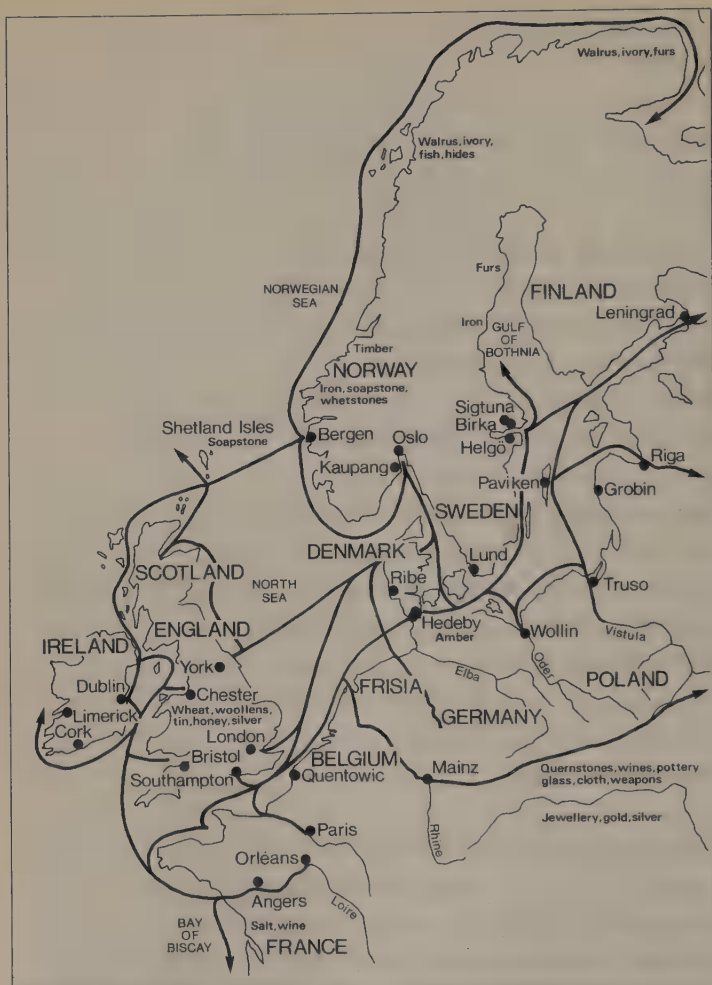 Walrus, ivory, furs
Walrus, ivory,
fish, hides
Furs
FINLAND
NORWEGIAN
SEA
Leningrad
Iron
GULF
OF
BOTHNIA
Timber
NORWAY
Iron, soapstone,
whetstones
Sigtuna
Birka
Shetland Isles
Soapstone
Bergen
Oslo
Helgö
Riga
Kaupang
Paviken
Grobin
SWEDEN
DENMARK
Lund
SCOTLAND
Ribe
Truso
NORTH
SEA
Hedeby
Amber
ENGLAND
Wollin
Vistula
IRELAND
York
Elba
Oder
POLAND
Dublin
Chester
FRISIA
Limerick
Wheat, woollens,
tin, honey, silver
GERMANY
Cork
London
Bristol
BELGIUM
Southampton
Quentowic
Mainz
Quernstones, wines, pottery
glass, cloth, weapons
Jewellery, gold, silver
Paris
Rhine
Orléans
Angers
Loire
BAY
OF
BISCAY
Salt, wine
FRANCE